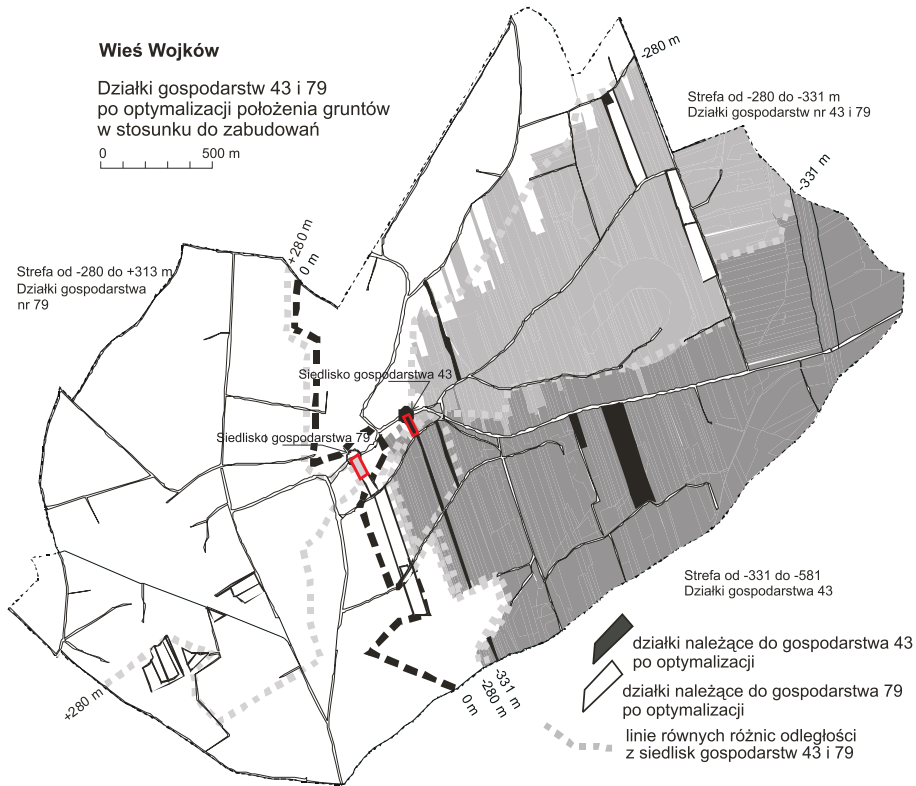 Wieś Wojków
Działki gospodarstw 43 i 79
po optymalizacji położenia gruntów
w stosunku do zabudowań
0 500 m
-280 m
Strefa od -280 do -331 m
Działki gospodarstw nr 43 i 79
-331 m
+280 m
0 m
Strefa od -280 do +313 m
Działki gospodarstwa
nr 79
Siedlisko gospodarstwa 43
Siedlisko gospodarstwa 79
Strefa od -331 do -581
Działki gospodarstwa 43
działki należące do gospodarstwa 43
po optymalizacji
działki należące do gospodarstwa 79
po optymalizacji
linie równych różnic odległości
z siedlisk gospodarstw 43 i 79
+280 m
0 m
-280 m
-331 m